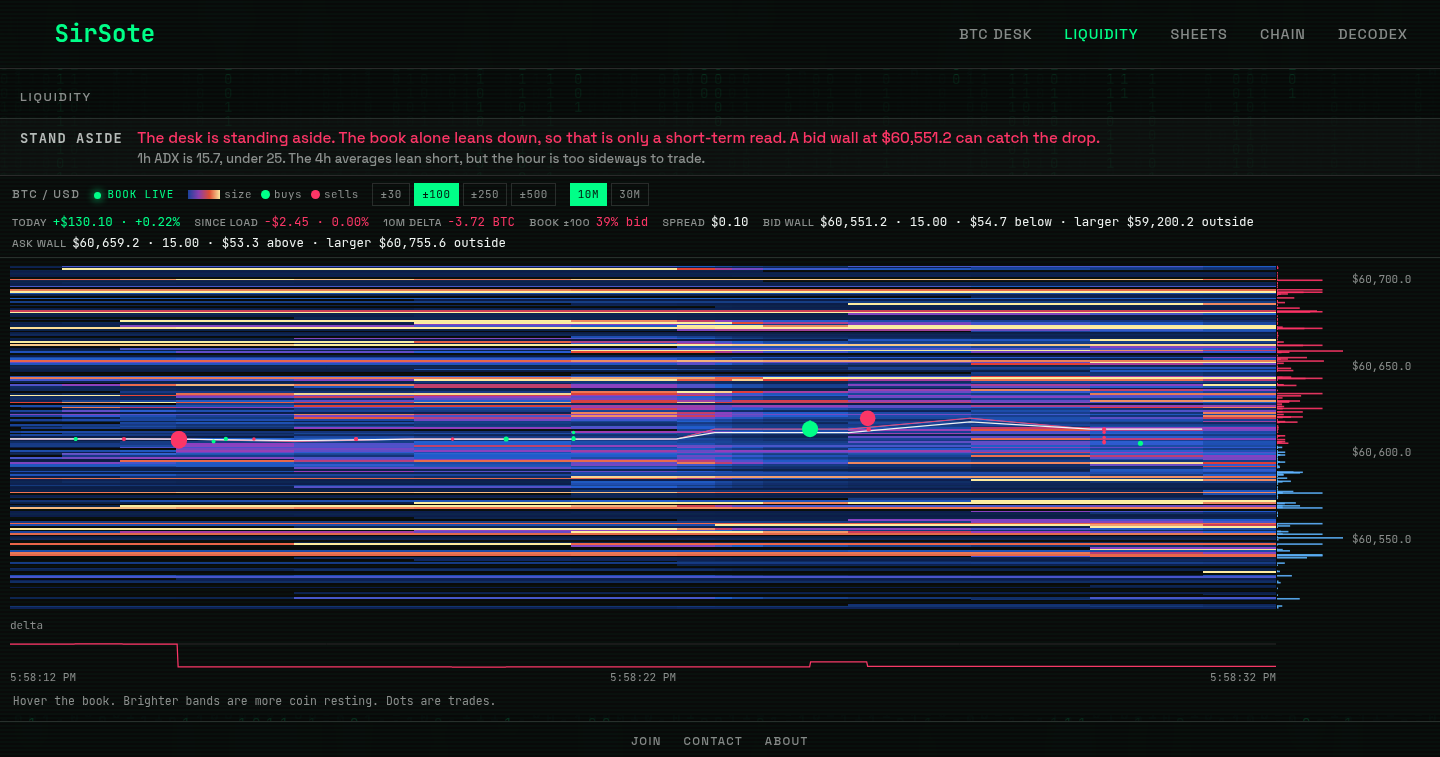 SirSote
BTC DESK LIQUIDITY SHEETS CHAIN DECODEX
LIQUIDITY
STAND ASIDE The desk is standing aside. The book alone leans down, so that is only a short-term read. A bid wall at $60,551.2 can catch the drop.
1h ADX is 15.7, under 25. The 4h averages lean short, but the hour is too sideways to trade.
BTC / USD BOOK LIVE size buys sells ±30 ±100 ±250 ±500 10M 30M
TODAY +$130.10 · +0.22% SINCE LOAD -$2.45 · 0.00% 10M DELTA -3.72 BTC BOOK ±100 39% bid SPREAD $0.10 BID WALL $60,551.2 · 15.00 · $54.7 below · larger $59,200.2 outside
ASK WALL $60,659.2 · 15.00 · $53.3 above · larger $60,755.6 outside
$60,700.0
$60,650.0
$60,600.0
$60,550.0
delta
5:58:12 PM 5:58:22 PM 5:58:32 PM
Hover the book. Brighter bands are more coin resting. Dots are trades.
JOIN CONTACT ABOUT